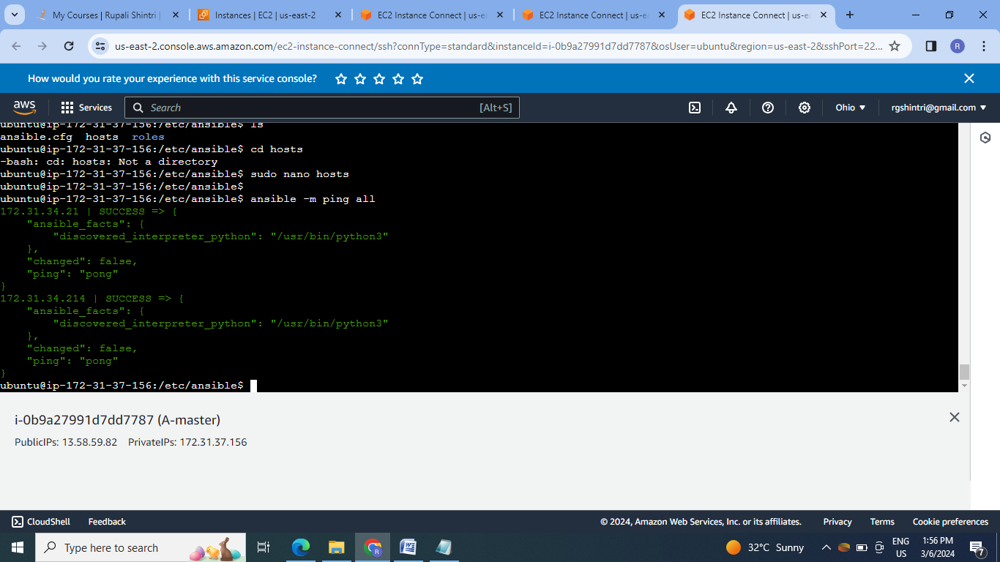 My Courses | Rupali Shintri |
Instances | EC2 | us-east-2
EC2 Instance Connect | us-ea
EC2 Instance Connect | us-ea
EC2 Instance Connect | us-ea
us-east-2.console.aws.amazon.com/ec2-instance-connect/ssh?connType=standard&instanceId=i-0b9a27991d7dd7787&osUser=ubuntu&region=us-east-2&sshPort=22...
R
How would you rate your experience with this service console?
aws
Services
Search
[Alt+S]
Ohio
rgshintri@gmail.com
ubuntu@ip-172-31-37-156:/etc/ansible$ ls
ansible.cfg  hosts  roles
ubuntu@ip-172-31-37-156:/etc/ansible$ cd hosts
-bash: cd: hosts: Not a directory
ubuntu@ip-172-31-37-156:/etc/ansible$ sudo nano hosts
ubuntu@ip-172-31-37-156:/etc/ansible$
ubuntu@ip-172-31-37-156:/etc/ansible$ ansible -m ping all
172.31.34.21 | SUCCESS => {
    "ansible_facts": {
        "discovered_interpreter_python": "/usr/bin/python3"
    },
    "changed": false,
    "ping": "pong"
}
172.31.34.214 | SUCCESS => {
    "ansible_facts": {
        "discovered_interpreter_python": "/usr/bin/python3"
    },
    "changed": false,
    "ping": "pong"
}
ubuntu@ip-172-31-37-156:/etc/ansible$
i-0b9a27991d7dd7787 (A-master)
PublicIPs: 13.58.59.82    PrivateIPs: 172.31.37.156
CloudShell
Feedback
© 2024, Amazon Web Services, Inc. or its affiliates.
Privacy
Terms
Cookie preferences
Type here to search
R
W
32°C Sunny
ENG
US
1:56 PM
3/6/2024
7